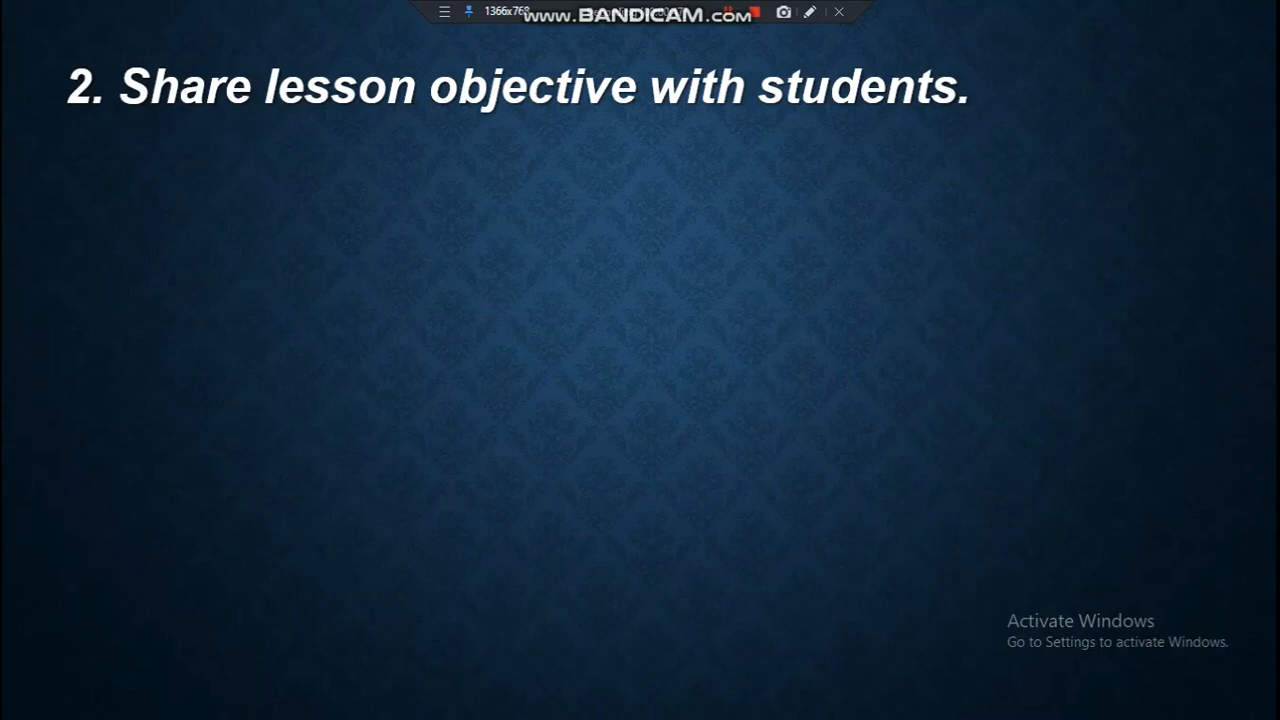 1366x768
www.BANDICAM.com
2. Share lesson objective with students.
Activate Windows
Go to Settings to activate Windows.